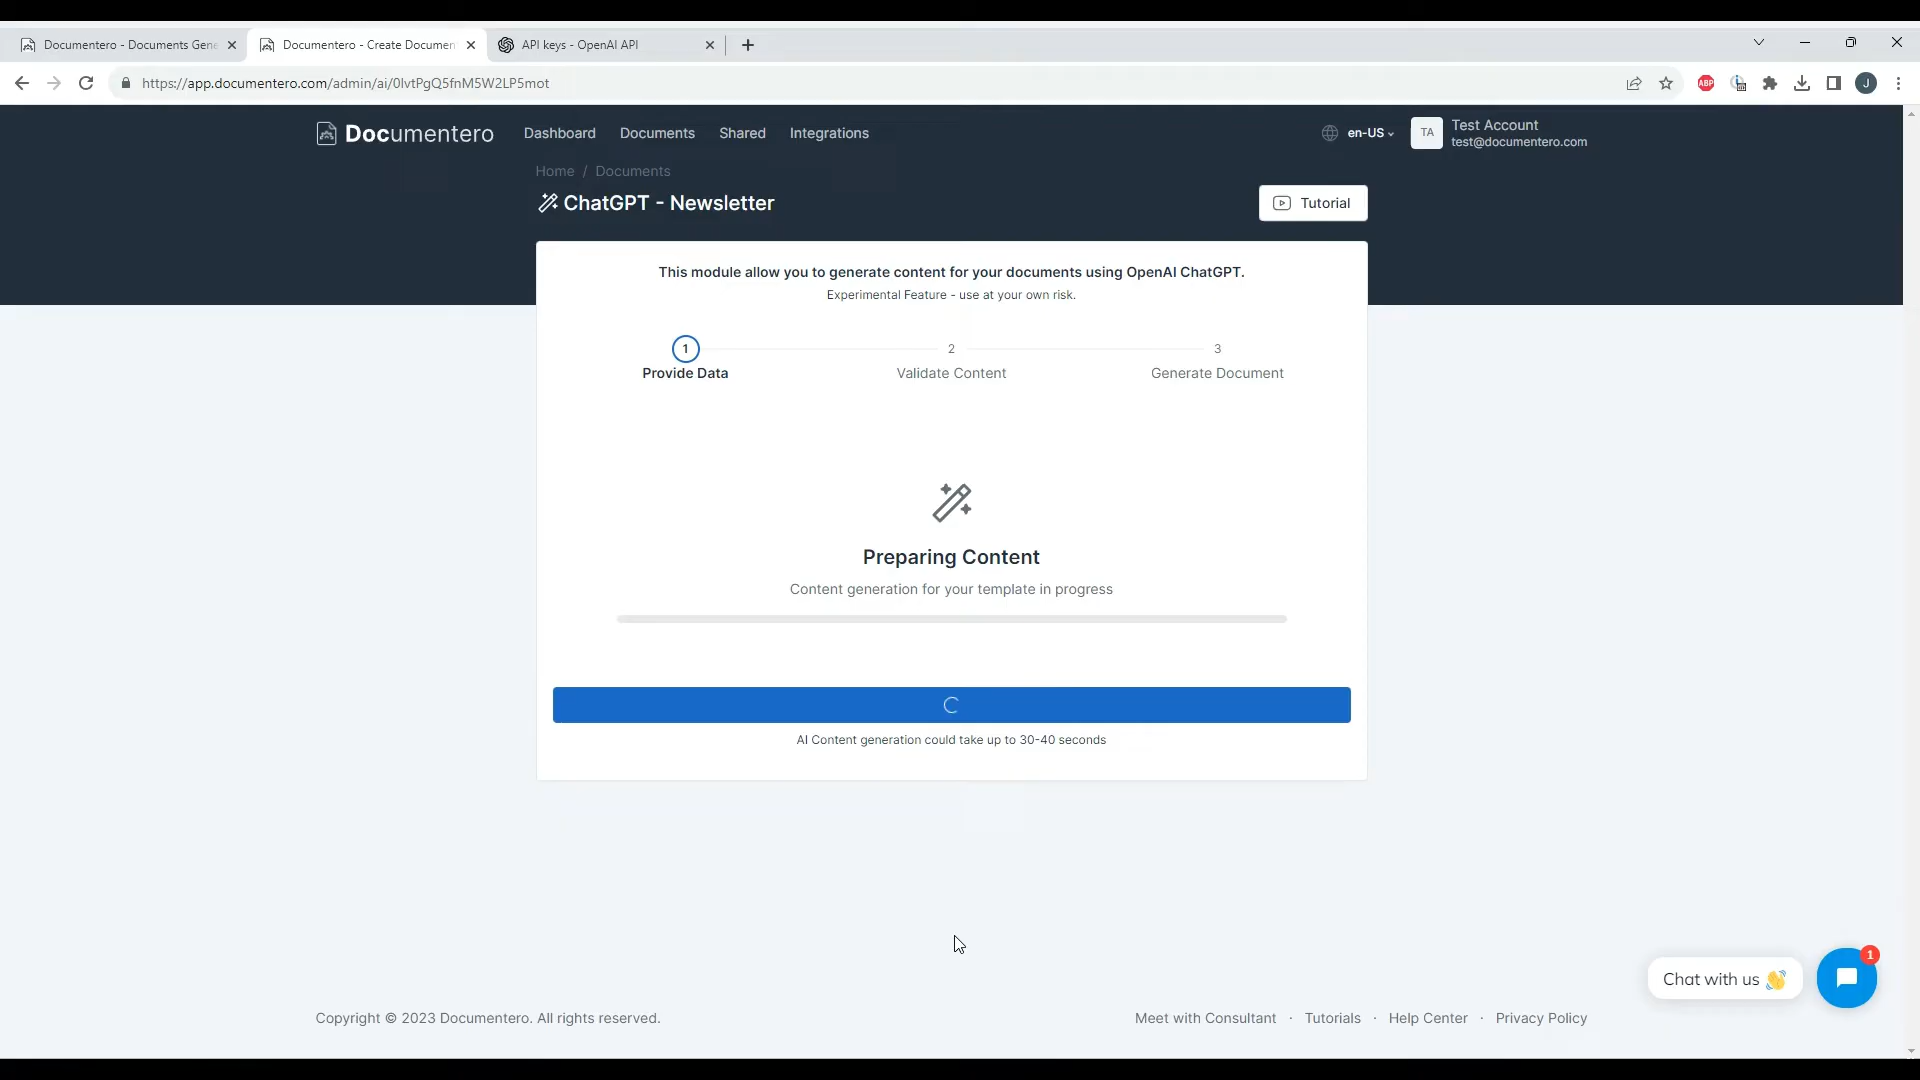 Documentero - Documents Gene
Documentero - Create Documen
API keys - OpenAI API
https://app.documentero.com/admin/ai/0lvtPgQ5fnM5W2LP5mot
ABP
J
Documentero
Dashboard
Documents
Shared
Integrations
en-US
TA
Test Account
test@documentero.com
Home / Documents
ChatGPT - Newsletter
Tutorial
This module allow you to generate content for your documents using OpenAI ChatGPT.
Experimental Feature - use at your own risk.
1
2
3
Provide Data
Validate Content
Generate Document
Preparing Content
Content generation for your template in progress
AI Content generation could take up to 30-40 seconds
1
Chat with us 👋
Copyright © 2023 Documentero. All rights reserved.
Meet with Consultant · Tutorials · Help Center · Privacy Policy